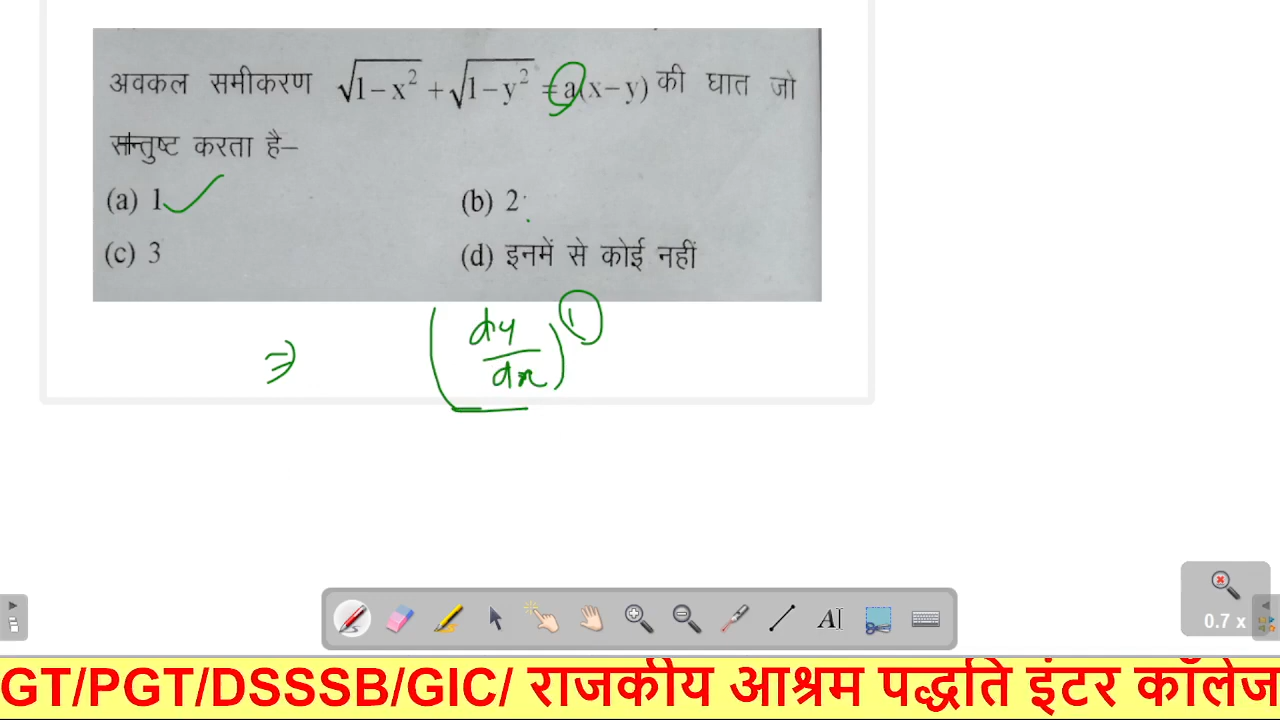 अवकल समीकरण √1−x² + √1−y² = a(x−y) की घात जो
सन्तुष्ट करता है–
(a) 1 (b) 2
(c) 3 (d) इनमें से कोई नहीं
⇒ (dy/dx)¹
AI
0.7 x
GT/PGT/DSSSB/GIC/ राजकीय आश्रम पद्धति इंटर कॉलेज